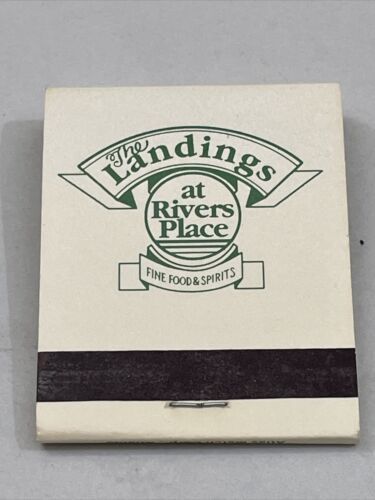 The Landings
at
Rivers
Place
FINE FOOD & SPIRITS